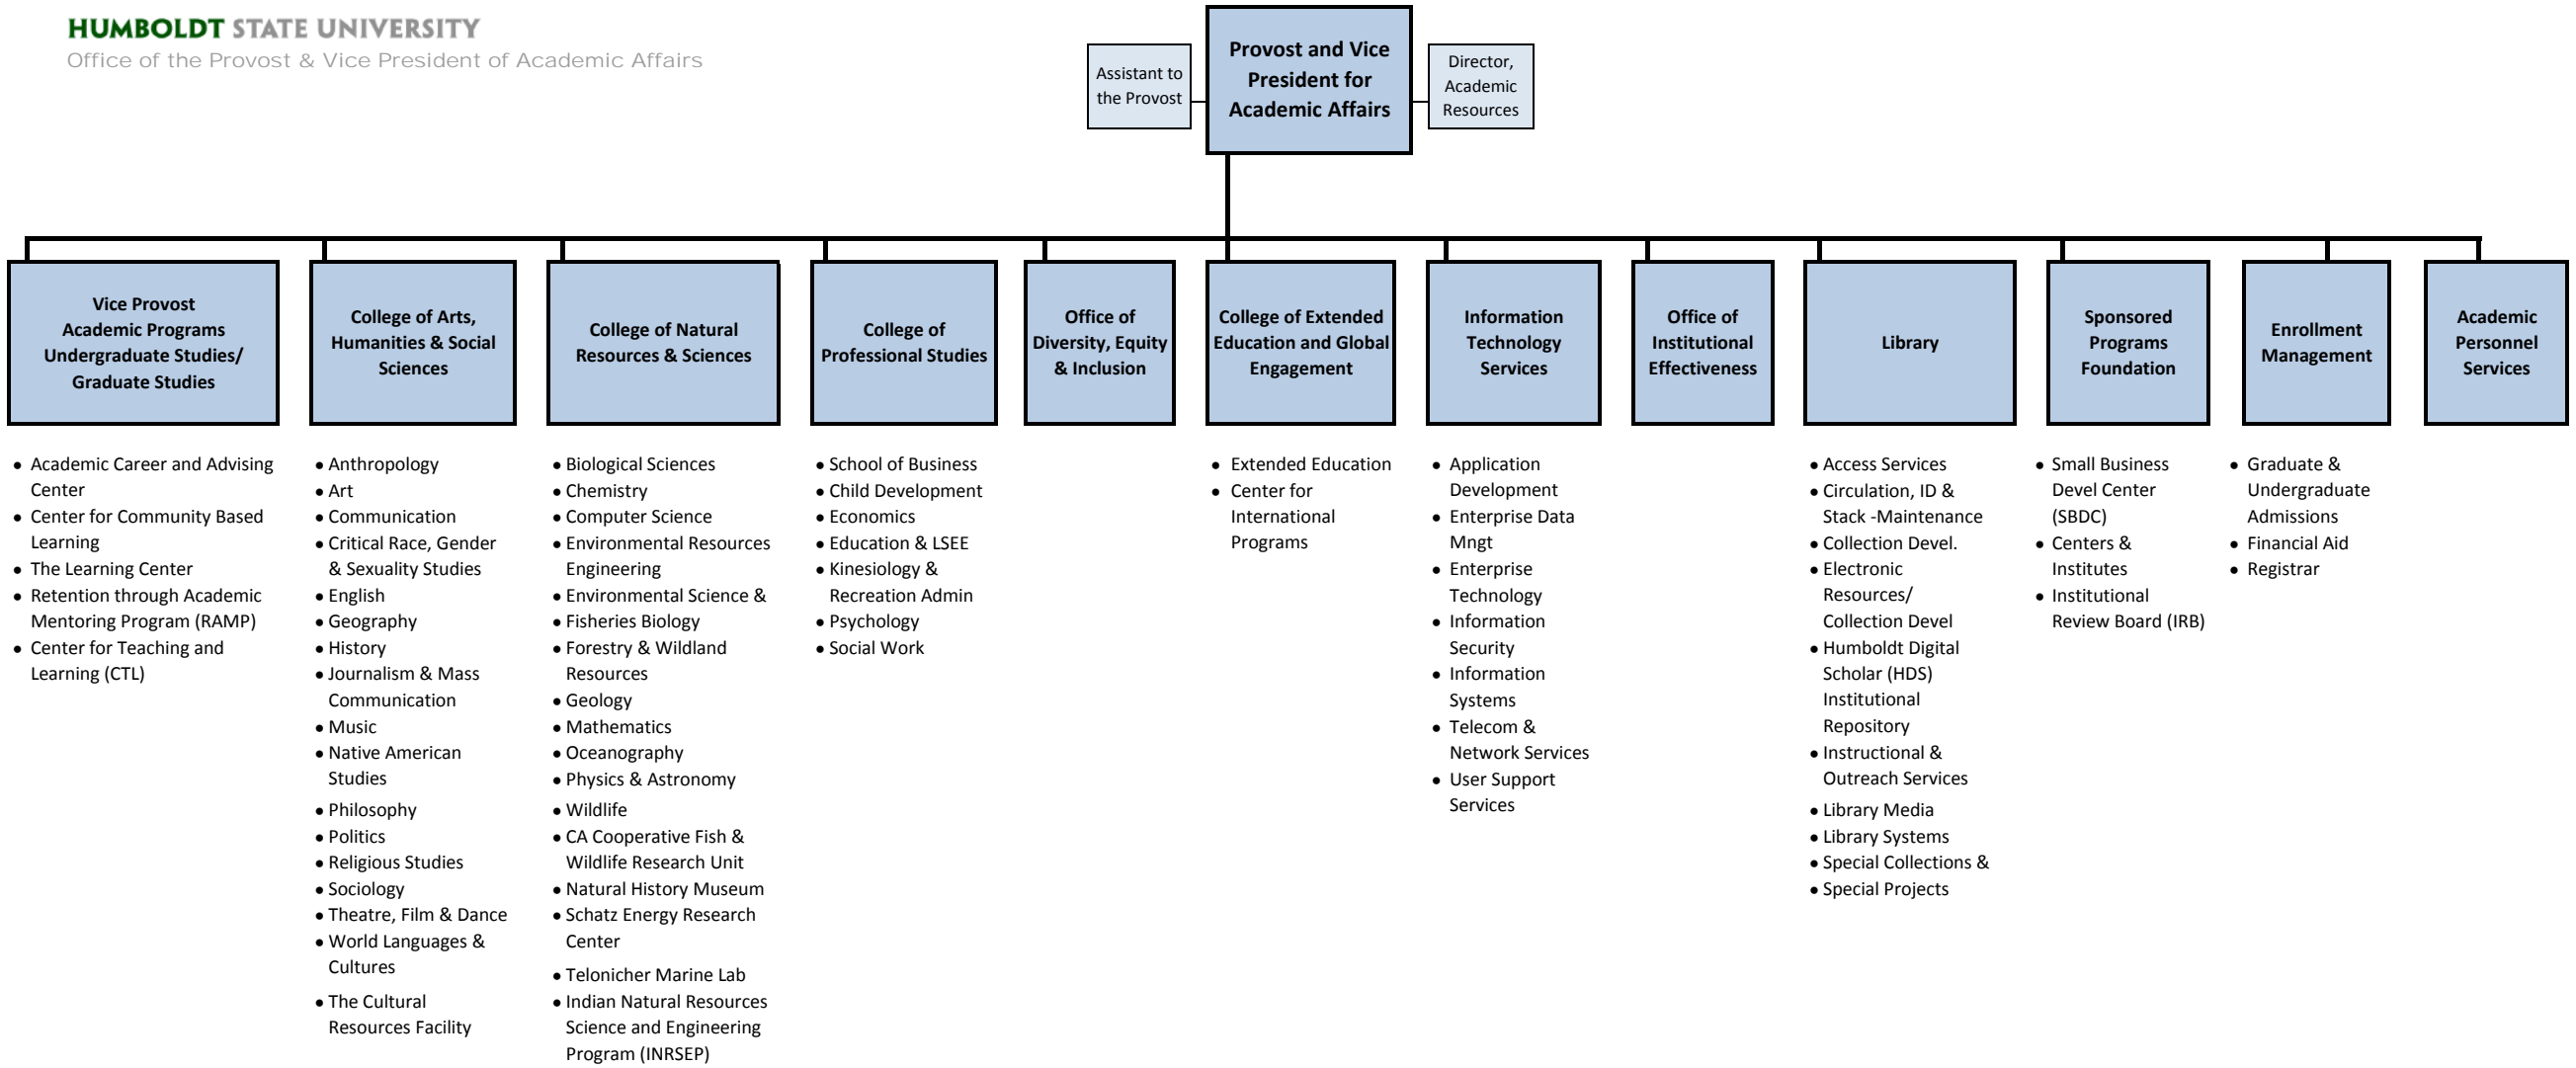 HUMBOLDT STATE UNIVERSITY
Office of the Provost & Vice President of Academic Affairs
Assistant to
the Provost
Provost and Vice
President for
Academic Affairs
Director,
Academic
Resources
Vice Provost
Academic Programs
Undergraduate Studies/
Graduate Studies
College of Arts,
Humanities & Social
Sciences
College of Natural
Resources & Sciences
College of
Professional Studies
Office of
Diversity, Equity
& Inclusion
College of Extended
Education and Global
Engagement
Information
Technology
Services
Office of
Institutional
Effectiveness
Library
Sponsored
Programs
Foundation
Enrollment
Management
Academic
Personnel
Services
• Academic Career and Advising
Center
• Center for Community Based
Learning
• The Learning Center
• Retention through Academic
Mentoring Program (RAMP)
• Center for Teaching and
Learning (CTL)
• Anthropology
• Art
• Communication
• Critical Race, Gender
& Sexuality Studies
• English
• Geography
• History
• Journalism & Mass
Communication
• Music
• Native American
Studies
• Philosophy
• Politics
• Religious Studies
• Sociology
• Theatre, Film & Dance
• World Languages &
Cultures
• The Cultural
Resources Facility
• Biological Sciences
• Chemistry
• Computer Science
• Environmental Resources
Engineering
• Environmental Science &
• Fisheries Biology
• Forestry & Wildland
Resources
• Geology
• Mathematics
• Oceanography
• Physics & Astronomy
• Wildlife
• CA Cooperative Fish &
Wildlife Research Unit
• Natural History Museum
• Schatz Energy Research
Center
• Telonicher Marine Lab
• Indian Natural Resources
Science and Engineering
Program (INRSEP)
• School of Business
• Child Development
• Economics
• Education & LSEE
• Kinesiology &
Recreation Admin
• Psychology
• Social Work
• Extended Education
• Center for
International
Programs
• Application
Development
• Enterprise Data
Mngt
• Enterprise
Technology
• Information
Security
• Information
Systems
• Telecom &
Network Services
• User Support
Services
• Access Services
• Circulation, ID &
Stack -Maintenance
• Collection Devel.
• Electronic
Resources/
Collection Devel
• Humboldt Digital
Scholar (HDS)
Institutional
Repository
• Instructional &
Outreach Services
• Library Media
• Library Systems
• Special Collections &
• Special Projects
• Small Business
Devel Center
(SBDC)
• Centers &
Institutes
• Institutional
Review Board (IRB)
• Graduate &
Undergraduate
Admissions
• Financial Aid
• Registrar